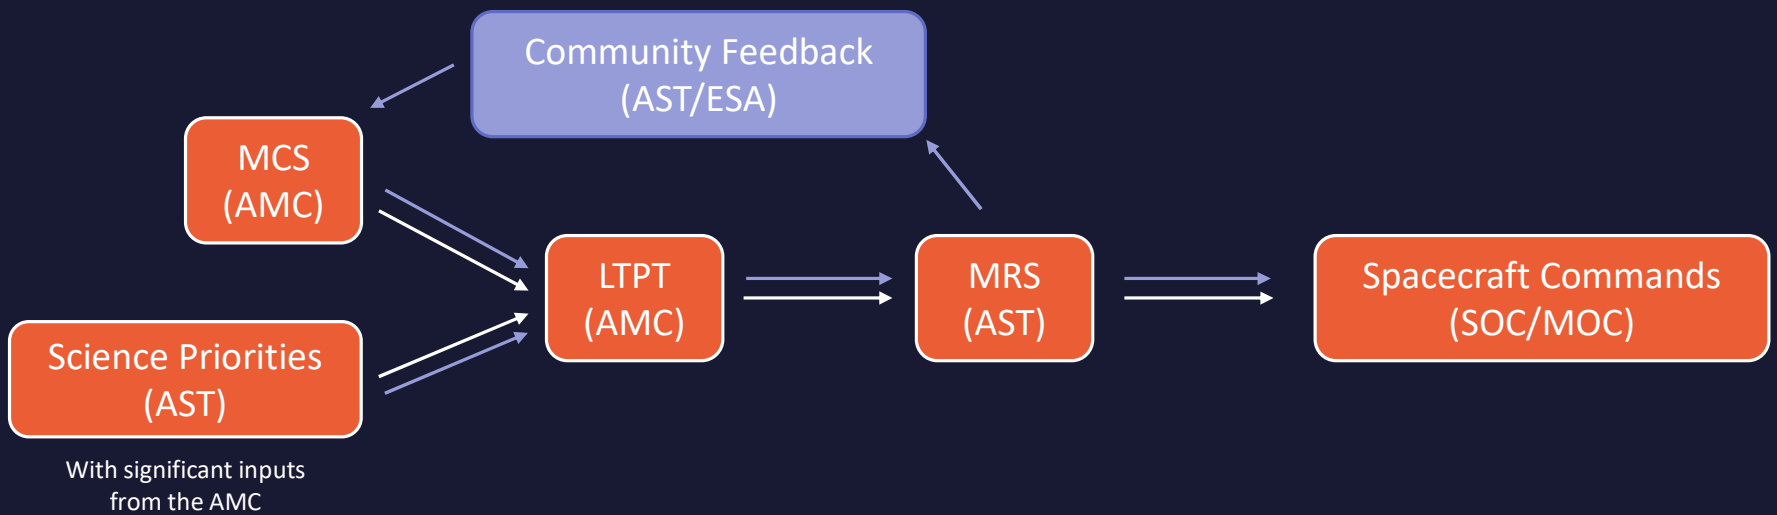 Community Feedback
(AST/ESA)
MCS
(AMC)
LTPT
(AMC)
MRS
(AST)
Spacecraft Commands
(SOC/MOC)
Science Priorities
(AST)
With significant inputs
from the AMC